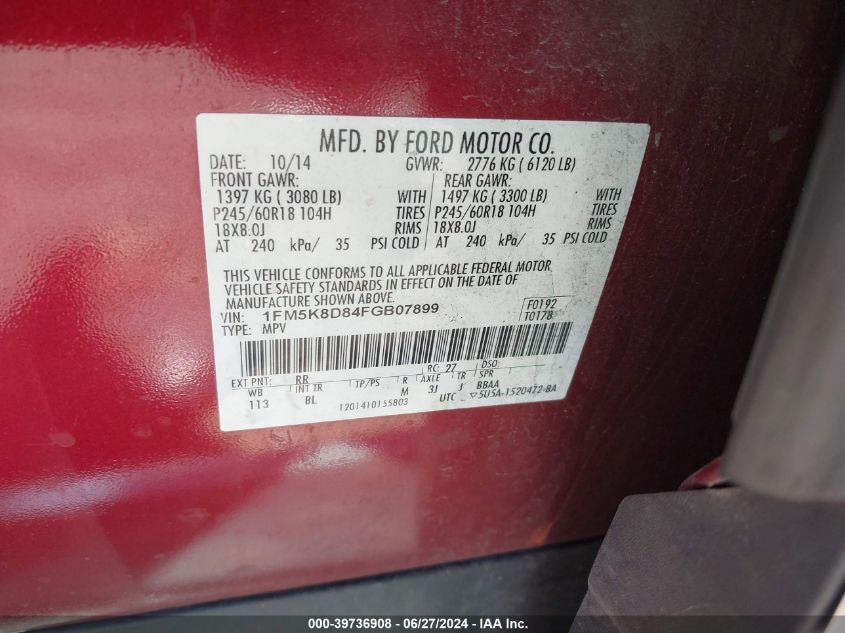 MFD. BY FORD MOTOR CO.
DATE: 10/14 GVWR: 2776 KG ( 6120 LB)
FRONT GAWR: REAR GAWR:
1397 KG ( 3080 LB) WITH 1497 KG ( 3300 LB) WITH
P245/60R18 104H TIRES P245/60R18 104H TIRES
18X8.0J RIMS 18X8.0J RIMS
AT 240 kPa/ 35 PSI COLD AT 240 kPa/ 35 PSI COLD
THIS VEHICLE CONFORMS TO ALL APPLICABLE FEDERAL MOTOR
VEHICLE SAFETY STANDARDS IN EFFECT ON THE DATE OF
MANUFACTURE SHOWN ABOVE.
VIN: 1FM5K8D84FGB07899 F0192
TYPE: MPV T0178
EXT PNT: RR RC: 27 DSO:
WB INT TR TP/PS R AXLE TR SPR
113 BL M 31 J BBAA
1201410155803 UTC ▽5U5A-1520472-BA
000-39736908 - 06/27/2024 - IAA Inc.